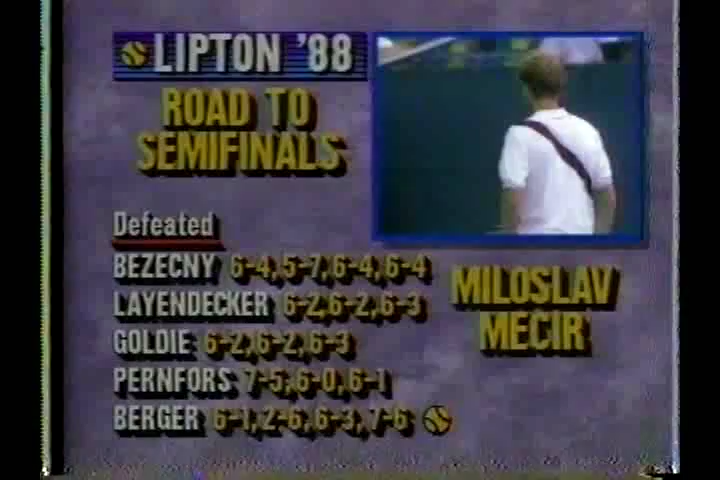 LIPTON '88
ROAD TO
SEMIFINALS
Defeated
BEZECNY 6-4,5-7,6-4,6-4
LAYENDECKER 6-2,6-2,6-3
GOLDIE 6-2,6-2,6-3
PERNFORS 7-5,6-0,6-1
BERGER 6-1,2-6,6-3,7-6
MILOSLAV
MECIR